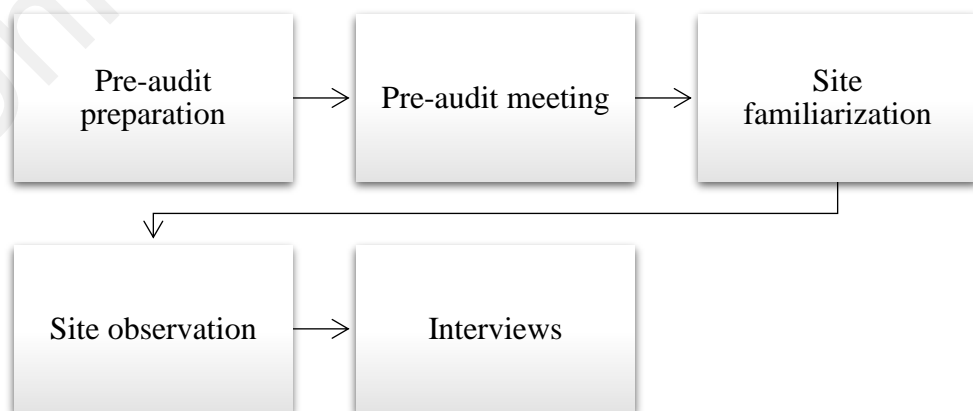 Pre-audit
preparation
Pre-audit meeting
Site
familiarization
Site observation
Interviews